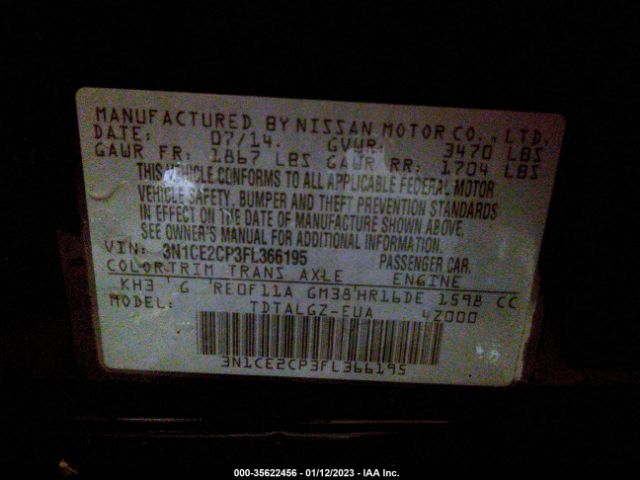 MANUFACTURED BY NISSAN MOTOR CO., LTD.
DATE: 07/14. GVWR: 3470 LBS
GAWR FR: 1867 LBS GAWR RR: 1704 LBS
THIS VEHICLE CONFORMS TO ALL APPLICABLE FEDERAL MOTOR
VEHICLE SAFETY, BUMPER AND THEFT PREVENTION STANDARDS
IN EFFECT ON THE DATE OF MANUFACTURE SHOWN ABOVE.
SEE OWNER'S MANUAL FOR ADDITIONAL INFORMATION.
VIN: 3N1CE2CP3FL366195 PASSENGER CAR.
COLOR TRIM TRANS AXLE ENGINE
KH3 G RE0F11A GM38 HR16DE 1598 CC
MODEL: TDTALGZ-EUA 4Z000
3N1CE2CP3FL366195
000-35622456 - 01/12/2023 - IAA Inc.